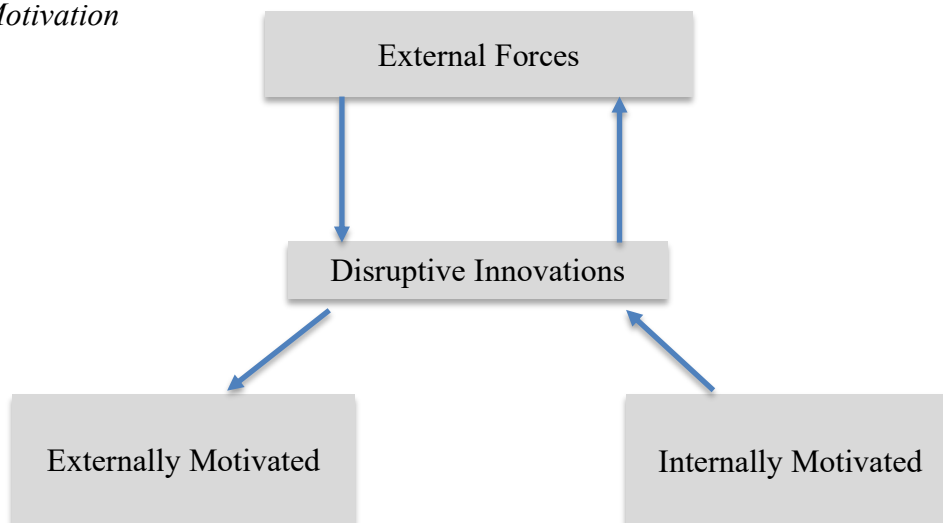 Motivation
External Forces
Disruptive Innovations
Externally Motivated
Internally Motivated